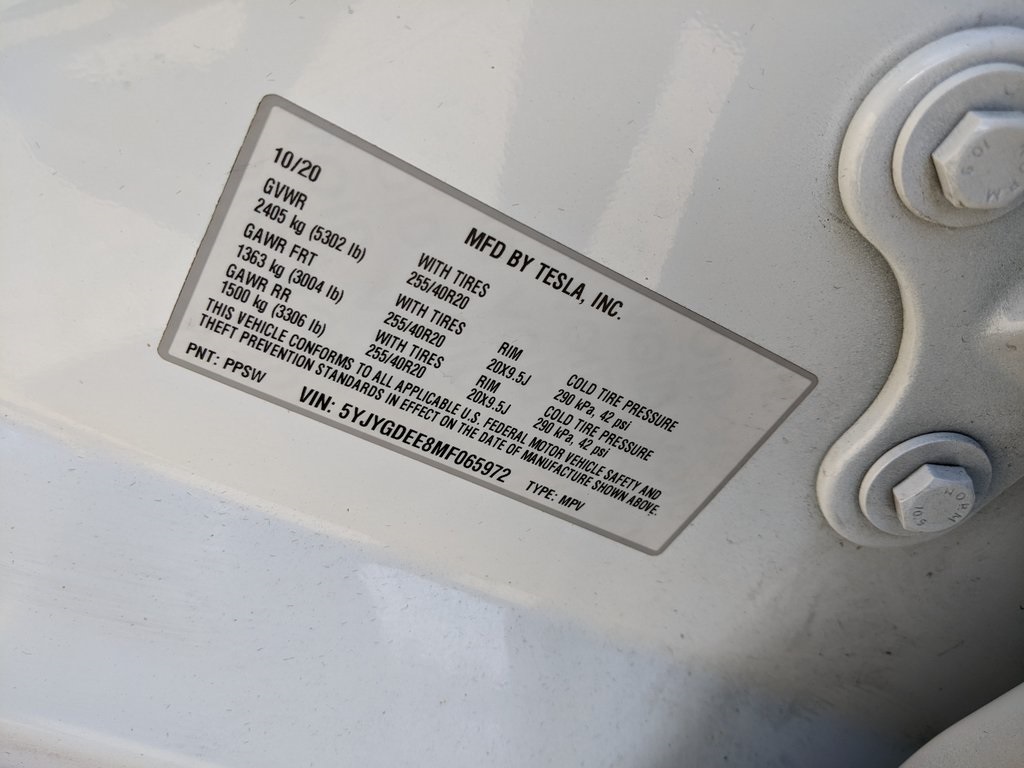 10/20
MFD BY TESLA, INC.
GVWR
2405 kg (5302 lb)
GAWR FRT WITH TIRES RIM COLD TIRE PRESSURE
1363 kg (3004 lb) 255/40R20 20X9.5J 290 kPa, 42 psi
GAWR RR WITH TIRES RIM COLD TIRE PRESSURE
1500 kg (3306 lb) 255/40R20 20X9.5J 290 kPa, 42 psi
WITH TIRES
255/40R20
THIS VEHICLE CONFORMS TO ALL APPLICABLE U.S. FEDERAL MOTOR VEHICLE SAFETY AND
THEFT PREVENTION STANDARDS IN EFFECT ON THE DATE OF MANUFACTURE SHOWN ABOVE.
PNT: PPSW VIN: 5YJYGDEE8MF065972 TYPE: MPV
10.9
10.9